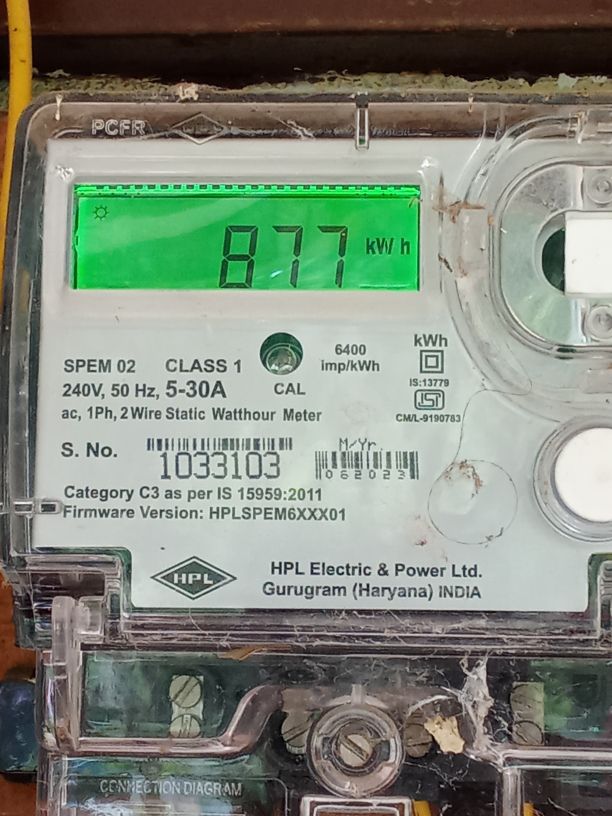 PCFR
877 kWh
SPEM 02 CLASS 1
240V, 50 Hz, 5-30A
ac, 1Ph, 2 Wire Static Watthour Meter
CAL
6400
imp/kWh
kWh
IS:13779
ISI
CM/L-9190783
S. No.
1033103
M/Yr.
062023
Category C3 as per IS 15959:2011
Firmware Version: HPLSPEM6XXX01
HPL
HPL Electric & Power Ltd.
Gurugram (Haryana) INDIA
CONNECTION DIAGRAM